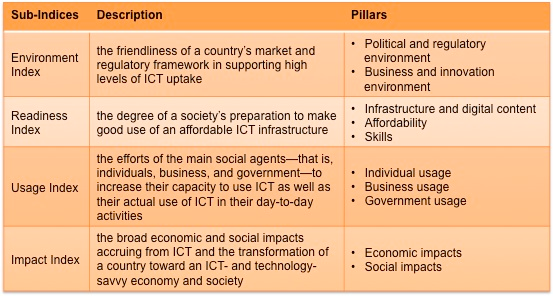 Sub-Indices Description Pillars
Environment Index
the friendliness of a country's market and
regulatory framework in supporting high
levels of ICT uptake
• Political and regulatory
environment
• Business and innovation
environment
Readiness
Index
the degree of a society's preparation to make
good use of an affordable ICT infrastructure
• Infrastructure and digital content
• Affordability
• Skills
Usage Index
the efforts of the main social agents—that is,
individuals, business, and government—to
increase their capacity to use ICT as well as
their actual use of ICT in their day-to-day
activities
• Individual usage
• Business usage
• Government usage
Impact Index
the broad economic and social impacts
accruing from ICT and the transformation of
a country toward an ICT- and technology-
savvy economy and society
• Economic impacts
• Social impacts